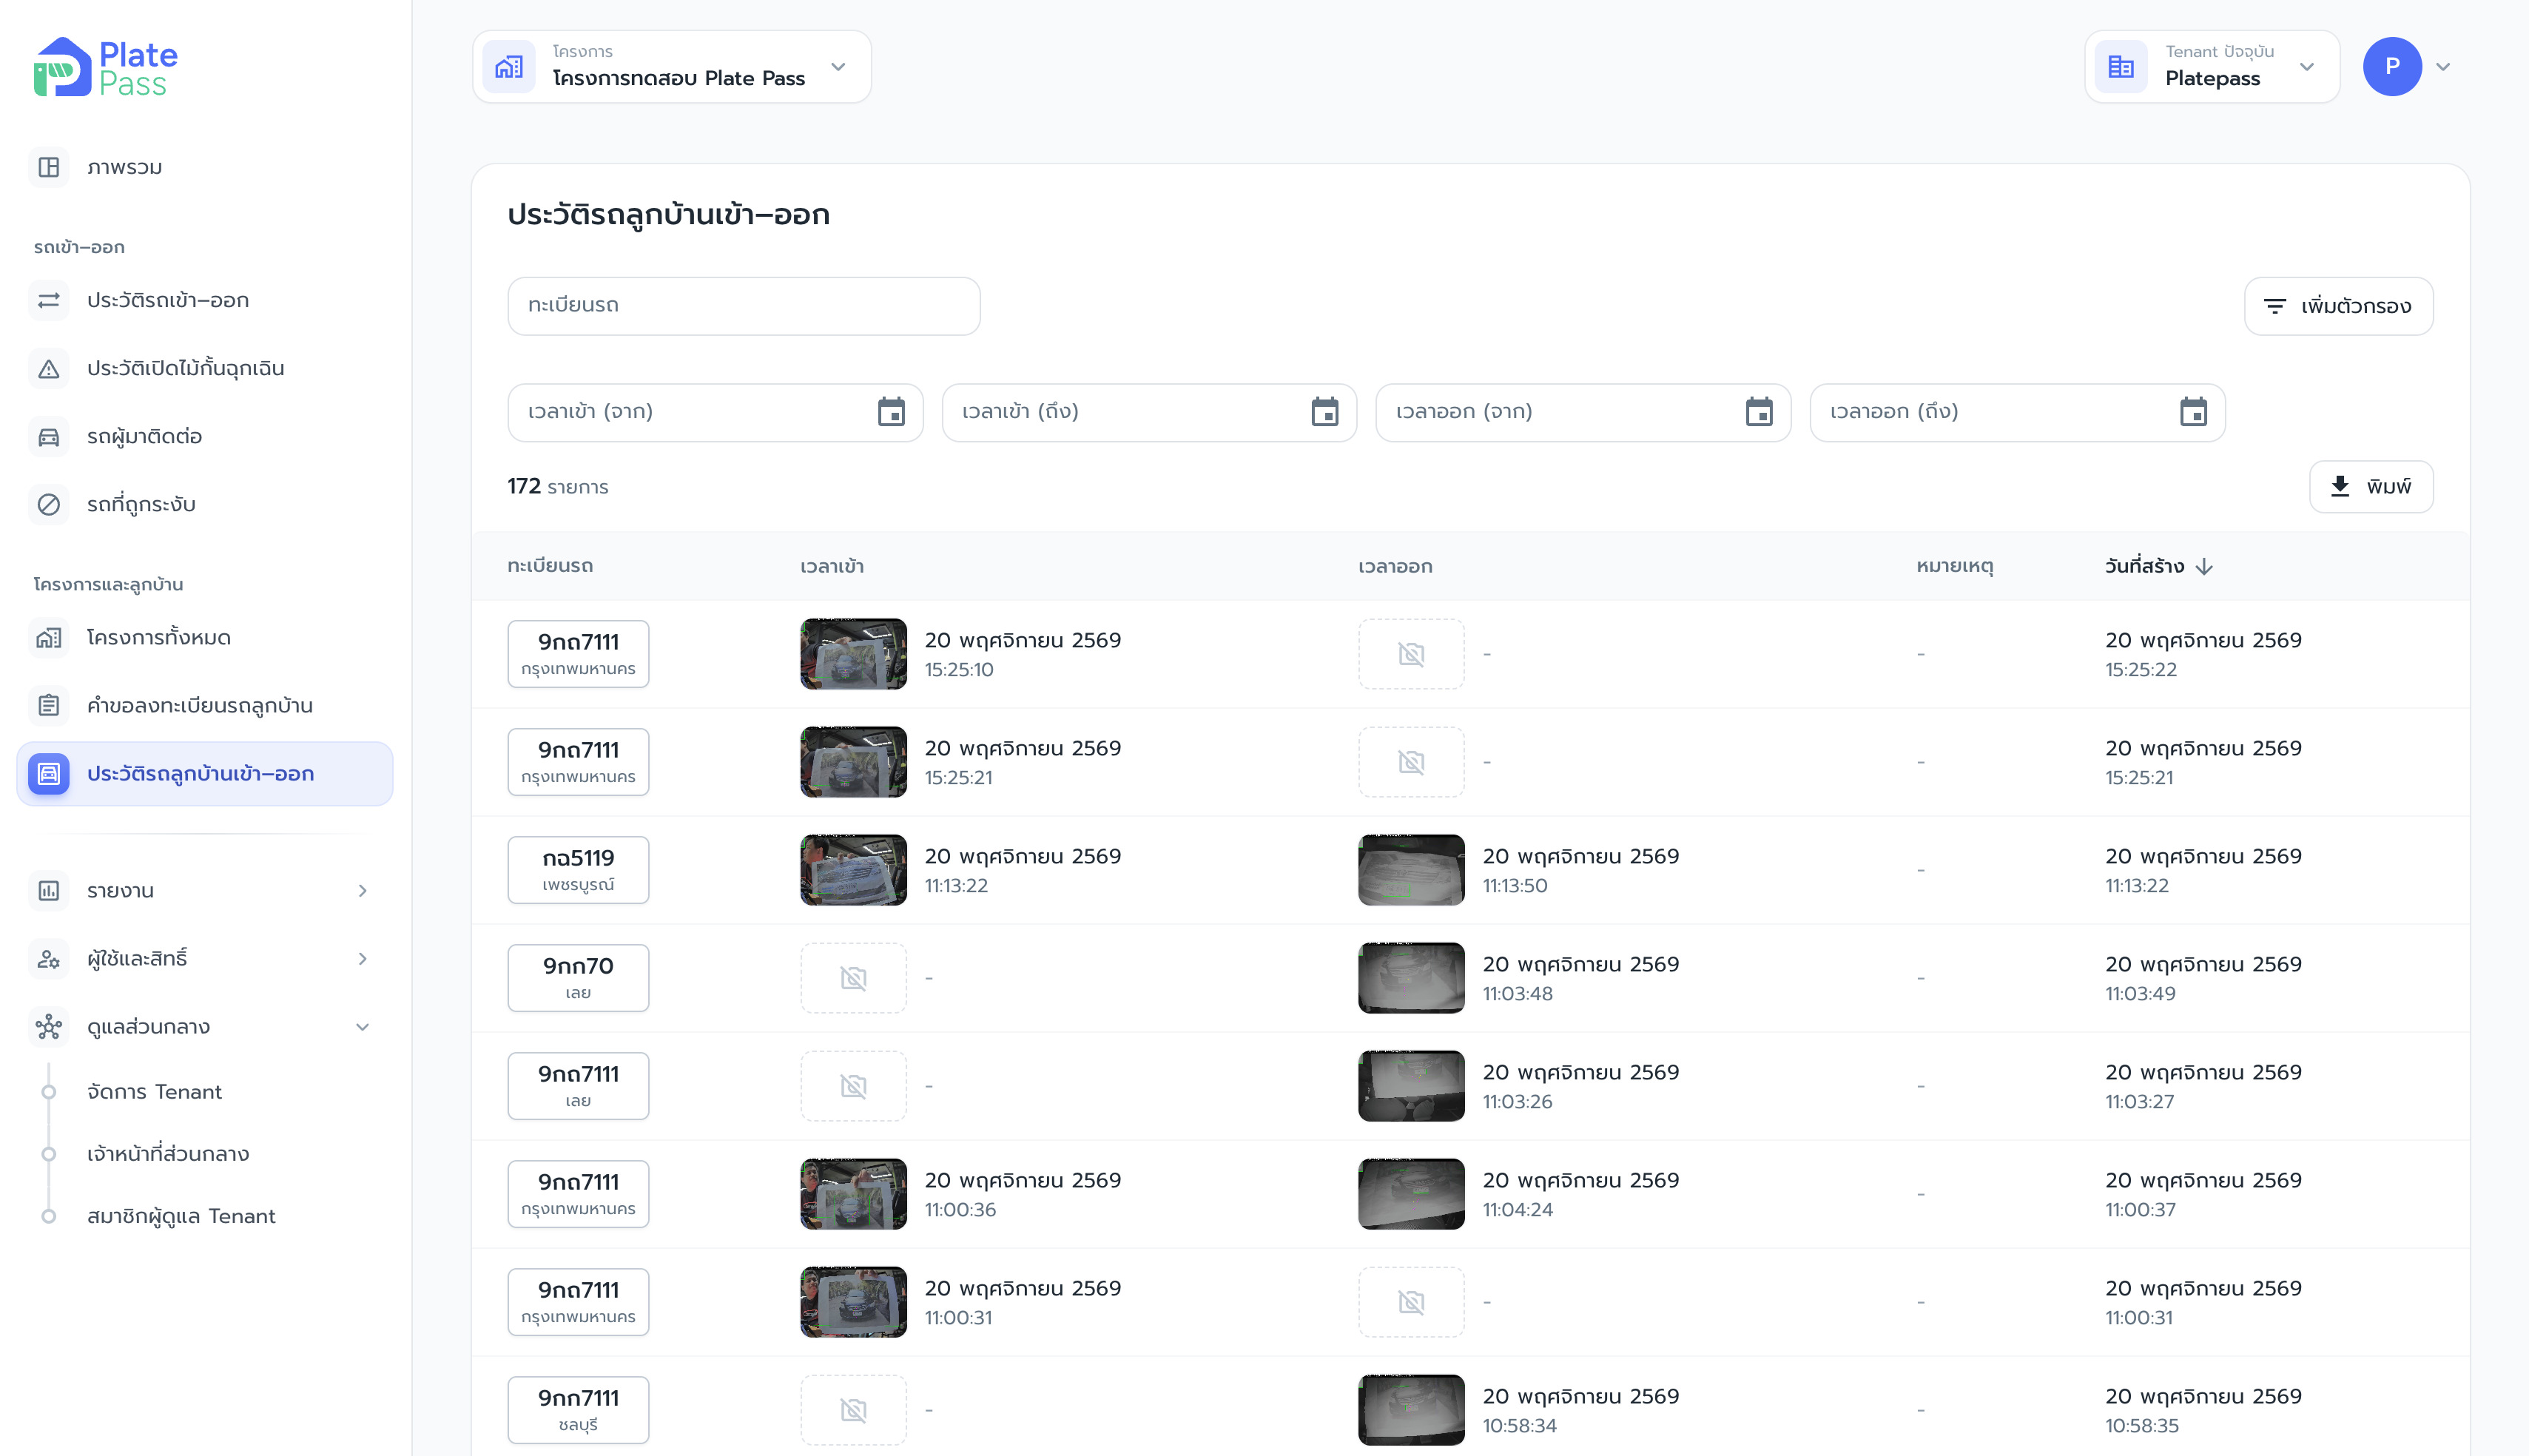 Plate
Pass
โครงการ
โครงการทดสอบ Plate Pass
Tenant ปัจจุบัน
Platepass
P
ภาพรวม
รถเข้า–ออก
ประวัติรถเข้า–ออก
ประวัติเปิดไม้กั้นฉุกเฉิน
รถผู้มาติดต่อ
รถที่ถูกระงับ
โครงการและลูกบ้าน
โครงการทั้งหมด
คำขอลงทะเบียนรถลูกบ้าน
ประวัติรถลูกบ้านเข้า–ออก
รายงาน
ผู้ใช้และสิทธิ์
ดูแลส่วนกลาง
จัดการ Tenant
เจ้าหน้าที่ส่วนกลาง
สมาชิกผู้ดูแล Tenant
ประวัติรถลูกบ้านเข้า–ออก
ทะเบียนรถ
เพิ่มตัวกรอง
เวลาเข้า (จาก)
เวลาเข้า (ถึง)
เวลาออก (จาก)
เวลาออก (ถึง)
172 รายการ
พิมพ์
ทะเบียนรถ เวลาเข้า เวลาออก หมายเหตุ วันที่สร้าง
9กถ7111 20 พฤศจิกายน 2569 - - 20 พฤศจิกายน 2569
กรุงเทพมหานคร 15:25:10 15:25:22
9กถ7111 20 พฤศจิกายน 2569 - - 20 พฤศจิกายน 2569
กรุงเทพมหานคร 15:25:21 15:25:21
กฉ5119 20 พฤศจิกายน 2569 20 พฤศจิกายน 2569 - 20 พฤศจิกายน 2569
เพชรบูรณ์ 11:13:22 11:13:50 11:13:22
9กก70 - 20 พฤศจิกายน 2569 - 20 พฤศจิกายน 2569
เลย 11:03:48 11:03:49
9กถ7111 - 20 พฤศจิกายน 2569 - 20 พฤศจิกายน 2569
เลย 11:03:26 11:03:27
9กถ7111 20 พฤศจิกายน 2569 20 พฤศจิกายน 2569 - 20 พฤศจิกายน 2569
กรุงเทพมหานคร 11:00:36 11:04:24 11:00:37
9กถ7111 20 พฤศจิกายน 2569 - - 20 พฤศจิกายน 2569
กรุงเทพมหานคร 11:00:31 11:00:31
9กก7111 - 20 พฤศจิกายน 2569 - 20 พฤศจิกายน 2569
ชลบุรี 10:58:34 10:58:35